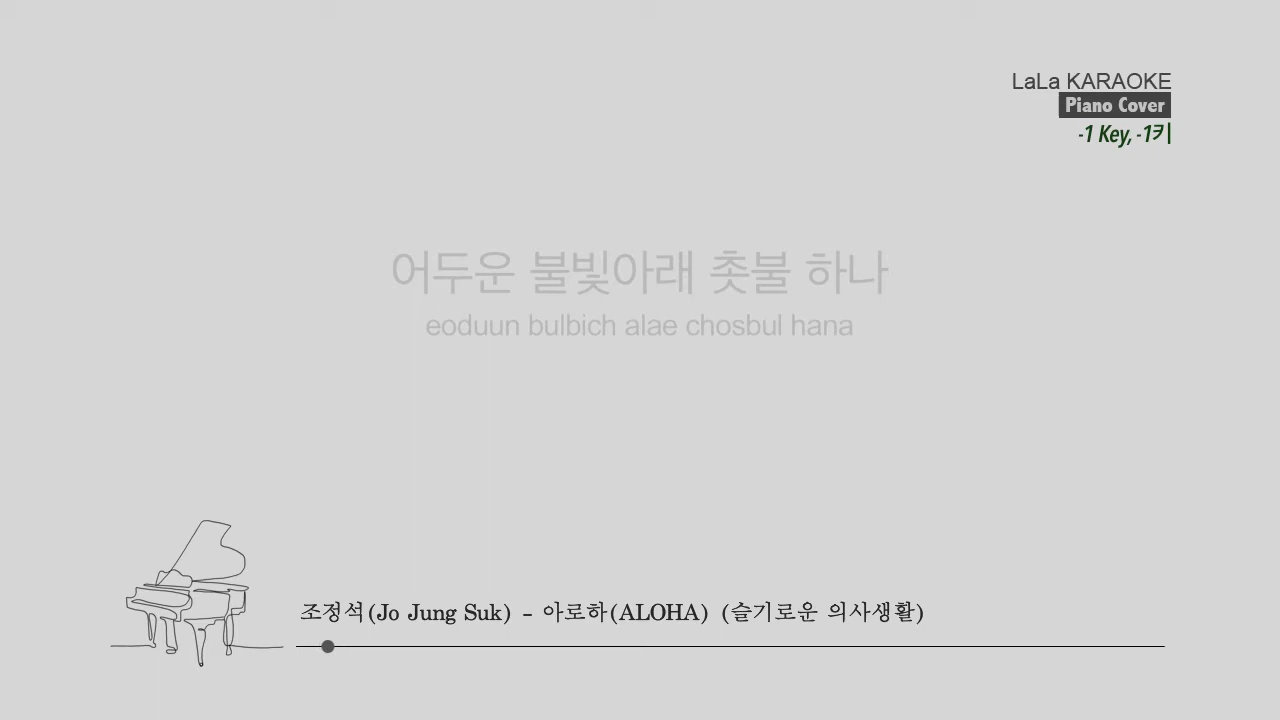 LaLa KARAOKE
Piano Cover
-1 Key, -1키
어두운 불빛아래 촛불 하나
eoduun bulbich alae chosbul hana
조정석(Jo Jung Suk) - 아로하(ALOHA) (슬기로운 의사생활)